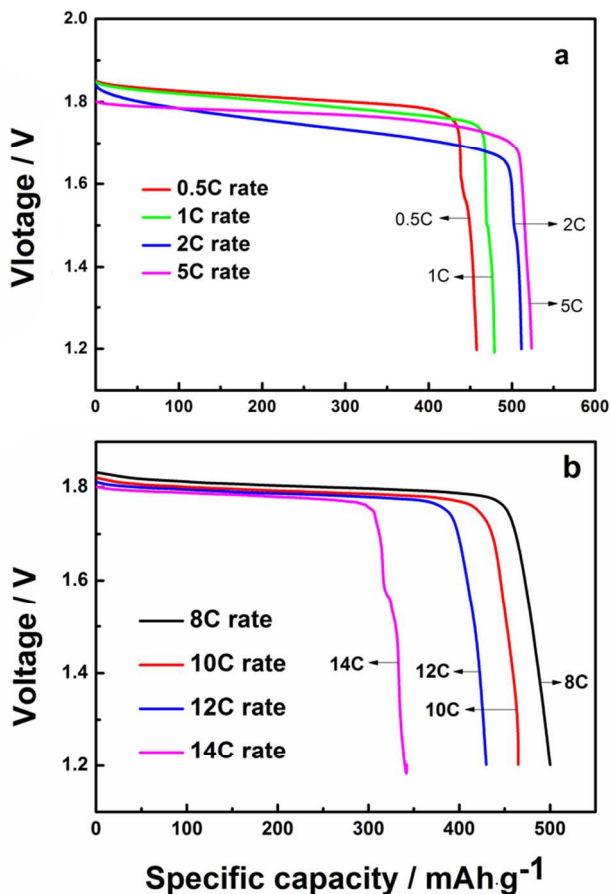 a
2.0
1.8
1.6
1.4
1.2
Vlotage / V
0.5C rate
1C rate
2C rate
5C rate
0.5C
1C
2C
5C
0 100 200 300 400 500 600
b
1.8
1.6
1.4
1.2
Voltage / V
8C rate
10C rate
12C rate
14C rate
14C
12C
10C
8C
0 100 200 300 400 500
Specific capacity / mAh.g-1